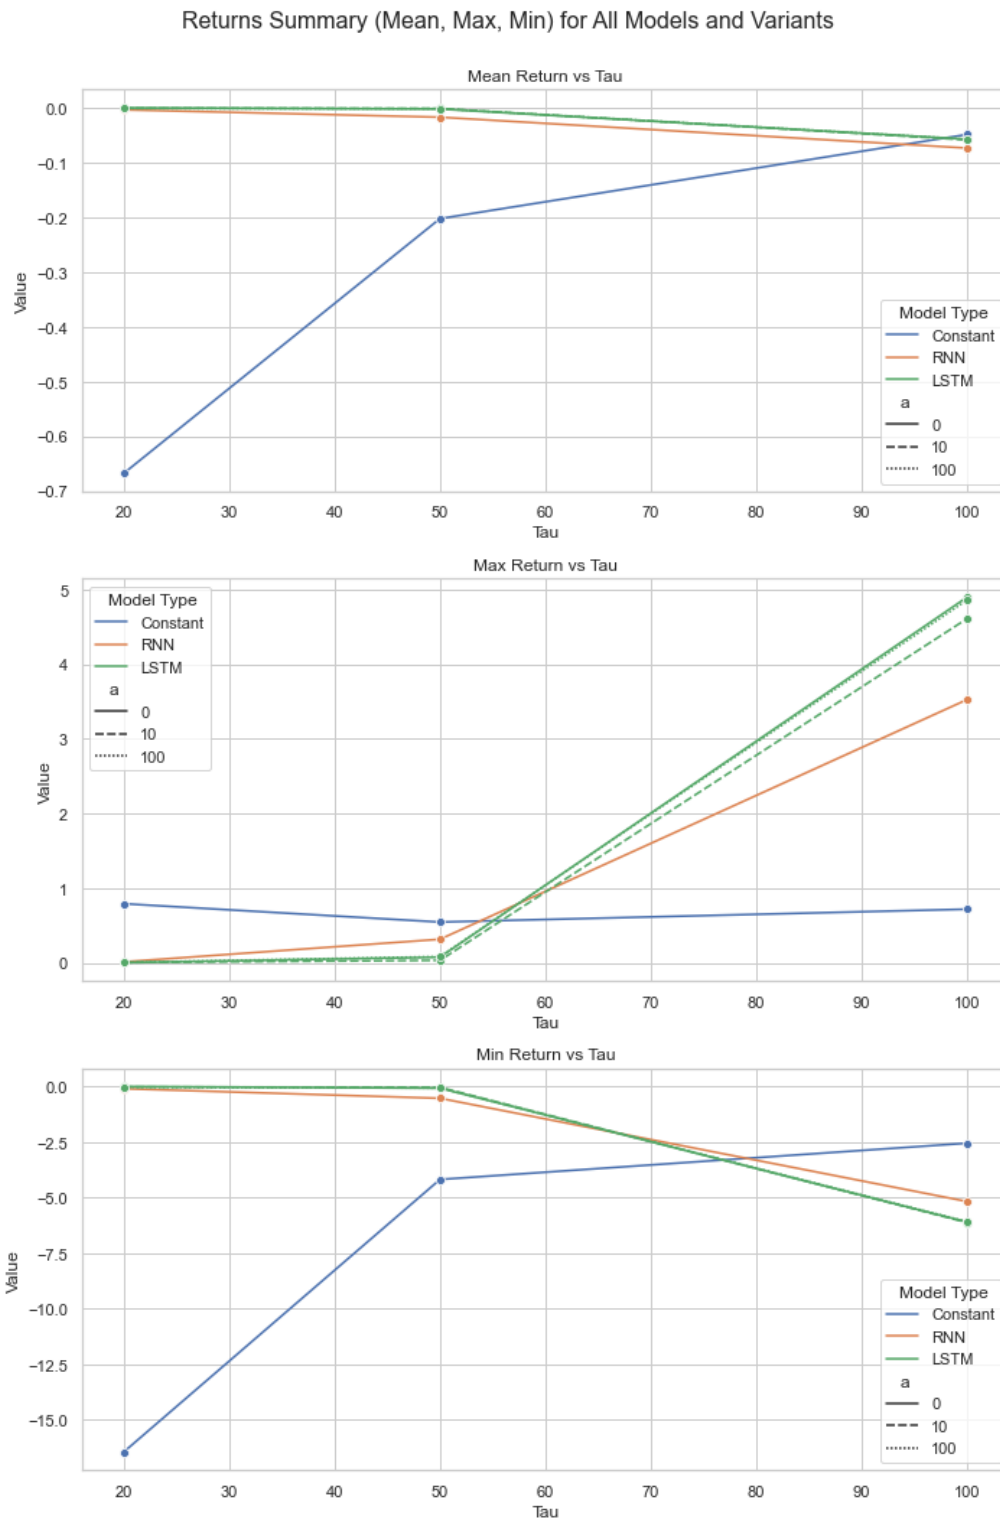 Returns Summary (Mean, Max, Min) for All Models and Variants
Mean Return vs Tau
0.0
−0.1
−0.2
−0.3
−0.4
−0.5
−0.6
−0.7
Value
20 30 40 50 60 70 80 90 100
Tau
Model Type
Constant
RNN
LSTM
a
0
10
100
Max Return vs Tau
5
4
3
2
1
0
Value
20 30 40 50 60 70 80 90 100
Tau
Model Type
Constant
RNN
LSTM
a
0
10
100
Min Return vs Tau
0.0
−2.5
−5.0
−7.5
−10.0
−12.5
−15.0
Value
20 30 40 50 60 70 80 90 100
Tau
Model Type
Constant
RNN
LSTM
a
0
10
100